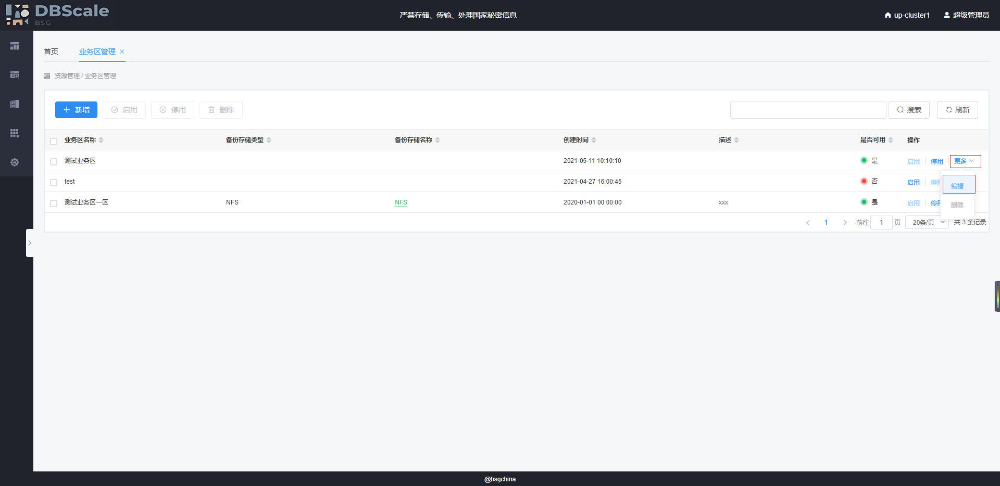 DBScale
BSG
严禁存储、传输、处理国家秘密信息
up-cluster1
超级管理员
首页
业务区管理
资源管理 / 业务区管理
新增
启用
停用
删除
搜索
刷新
业务区名称
备份存储类型
备份存储名称
创建时间
描述
是否可用
操作
测试业务区
2021-05-11 10:10:10
是
启用
停用
更多
test
2021-04-27 16:00:45
否
启用
停用
编辑
测试业务区一区
NFS
NFS
2020-01-01 00:00:00
xxx
是
启用
停用
删除
1
前往
1
页
20条/页
共 3 条记录
@bsgchina